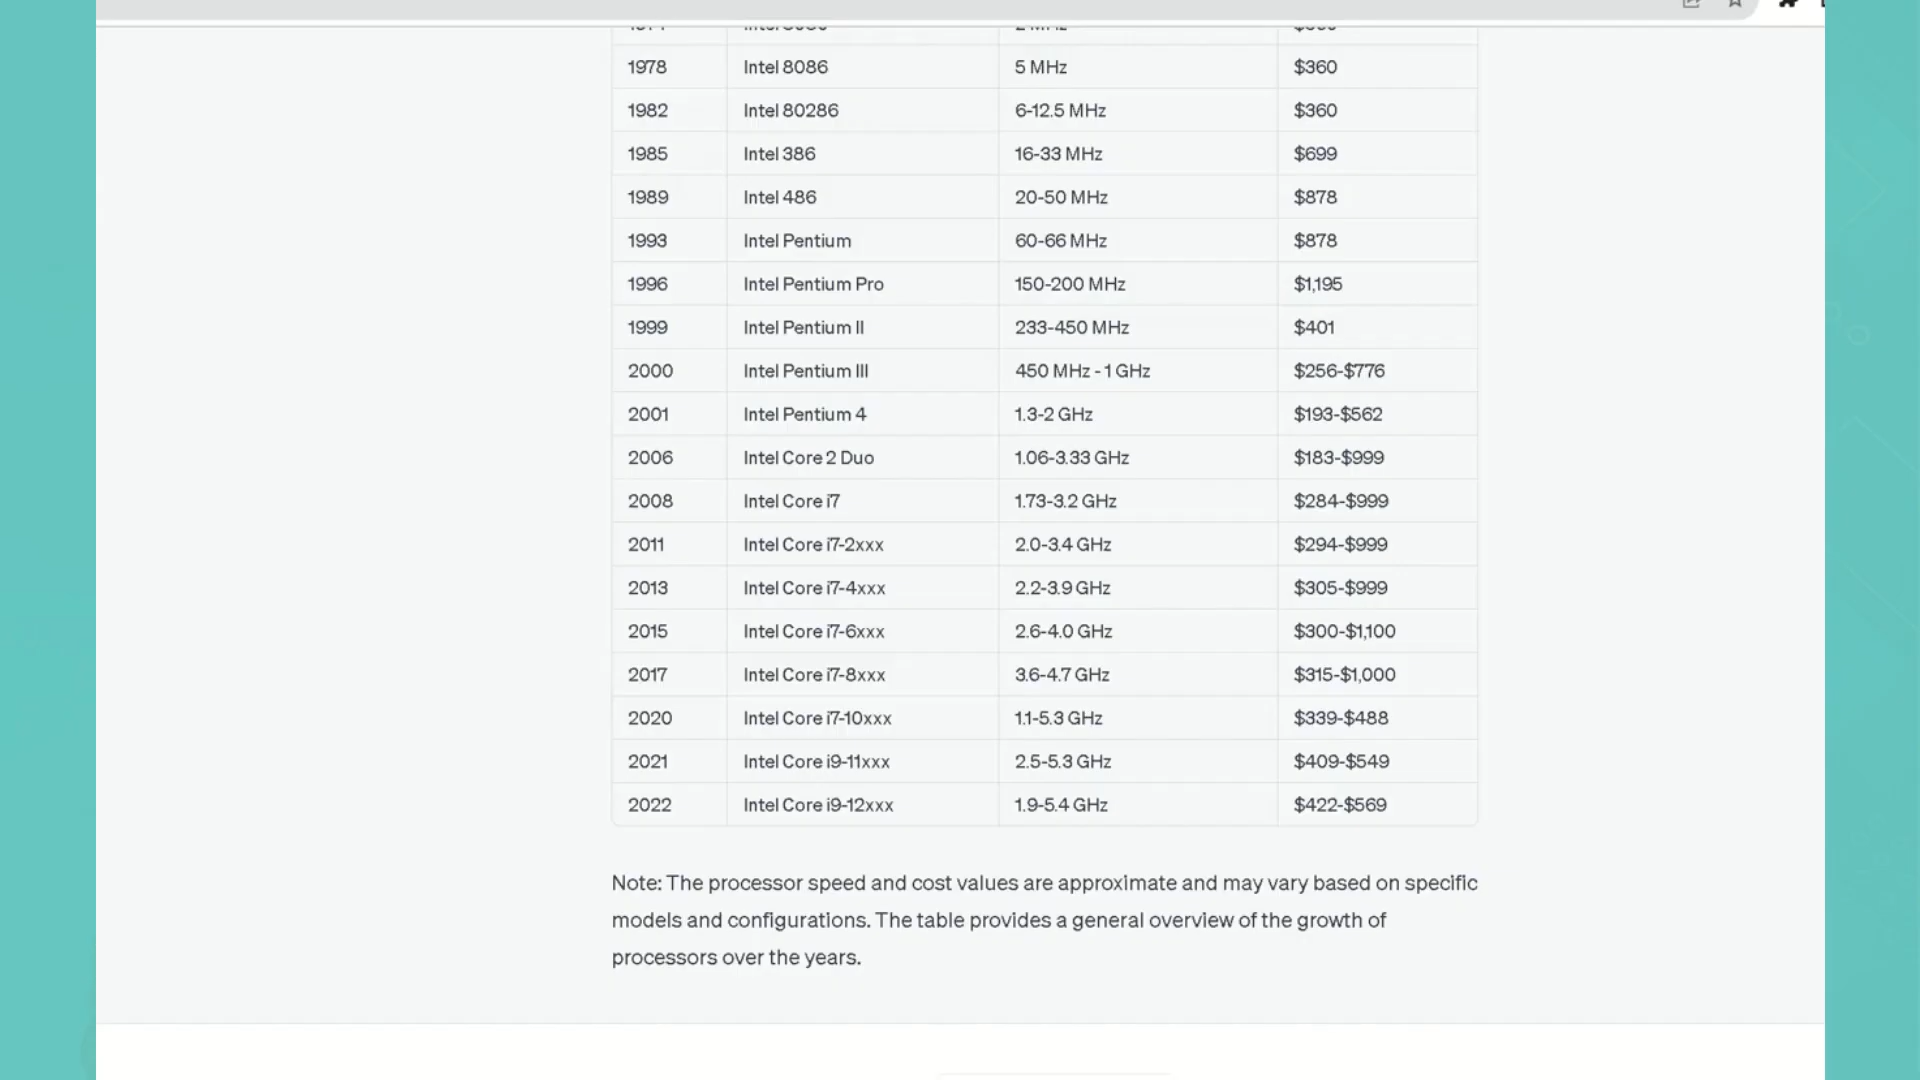 1978 Intel 8086 5 MHz $360
1982 Intel 80286 6-12.5 MHz $360
1985 Intel 386 16-33 MHz $699
1989 Intel 486 20-50 MHz $878
1993 Intel Pentium 60-66 MHz $878
1996 Intel Pentium Pro 150-200 MHz $1,195
1999 Intel Pentium II 233-450 MHz $401
2000 Intel Pentium III 450 MHz - 1 GHz $256-$776
2001 Intel Pentium 4 1.3-2 GHz $193-$562
2006 Intel Core 2 Duo 1.06-3.33 GHz $183-$999
2008 Intel Core i7 1.73-3.2 GHz $284-$999
2011 Intel Core i7-2xxx 2.0-3.4 GHz $294-$999
2013 Intel Core i7-4xxx 2.2-3.9 GHz $305-$999
2015 Intel Core i7-6xxx 2.6-4.0 GHz $300-$1,100
2017 Intel Core i7-8xxx 3.6-4.7 GHz $315-$1,000
2020 Intel Core i7-10xxx 1.1-5.3 GHz $339-$488
2021 Intel Core i9-11xxx 2.5-5.3 GHz $409-$549
2022 Intel Core i9-12xxx 1.9-5.4 GHz $422-$569
Note: The processor speed and cost values are approximate and may vary based on specific
models and configurations. The table provides a general overview of the growth of
processors over the years.